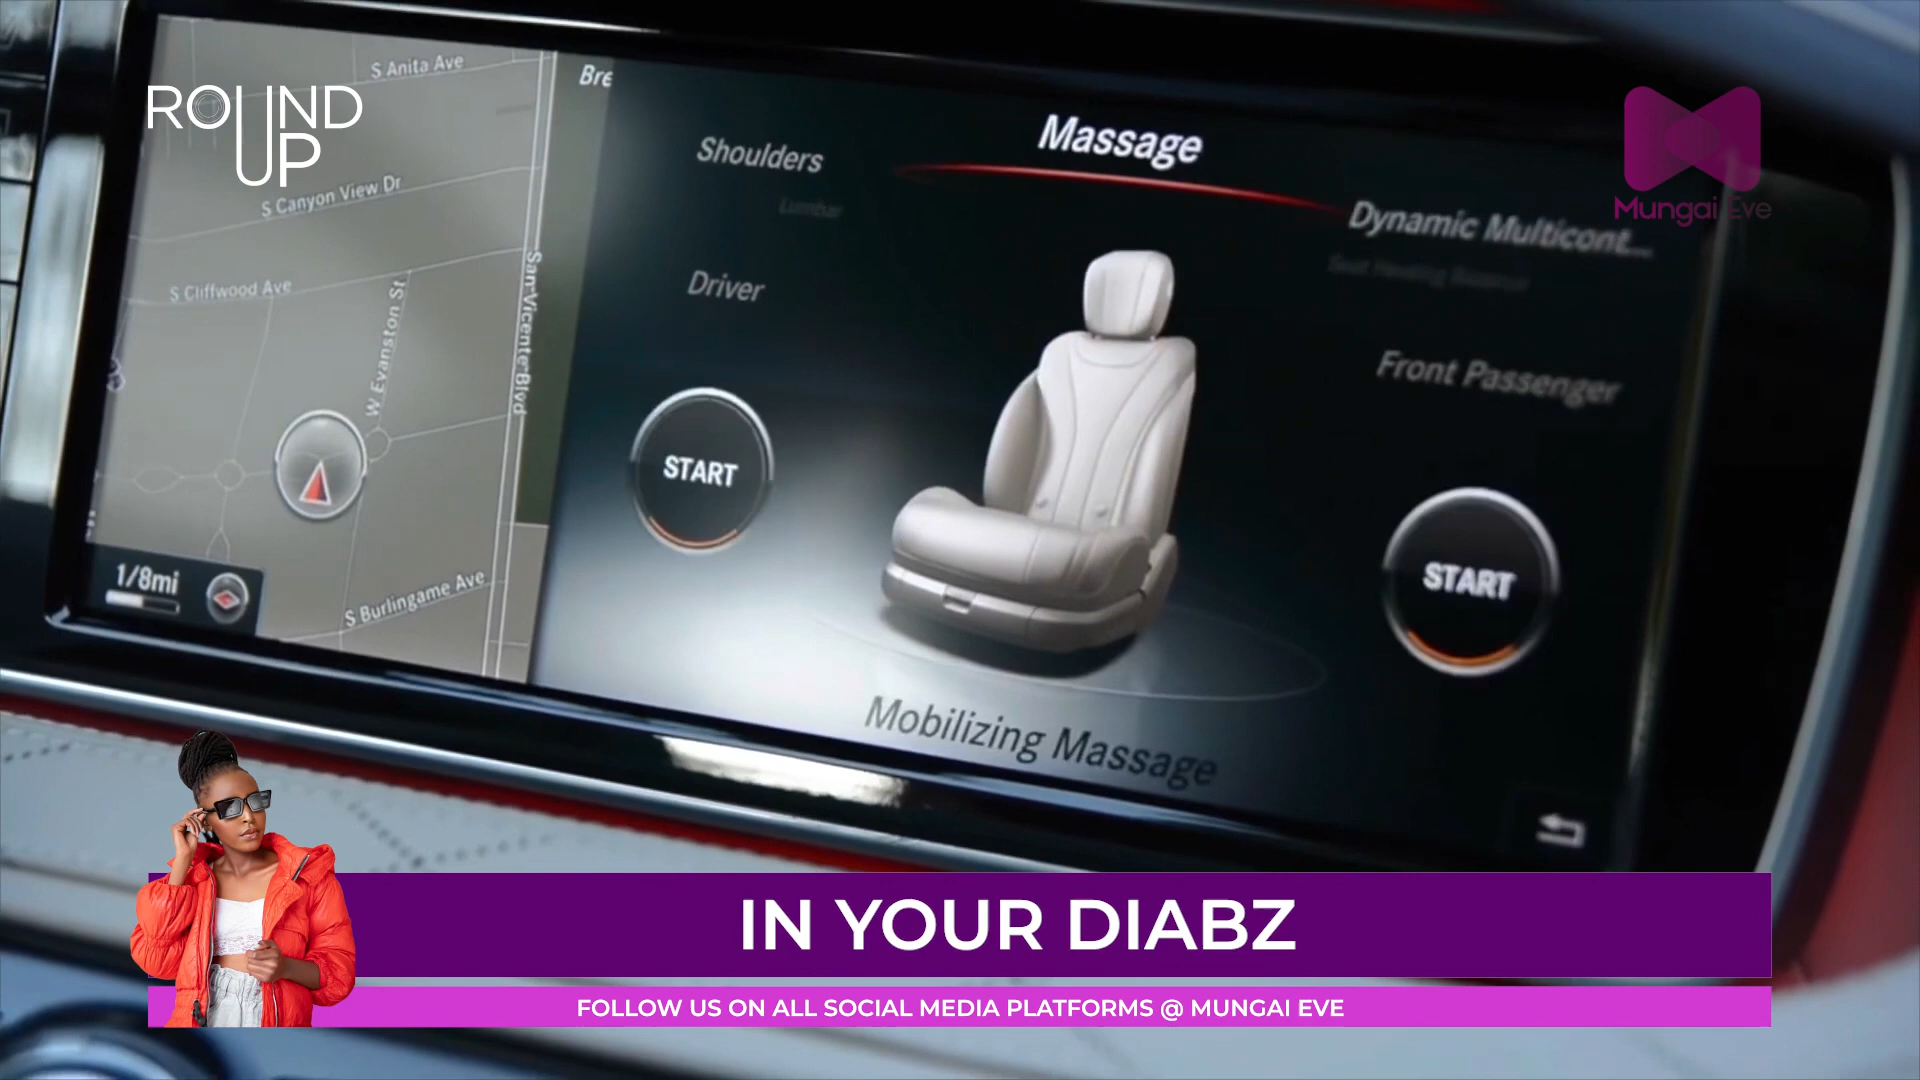 ROUND
UP
S Anita Ave
S Canyon View Dr
S Cliffwood Ave
W Evanston St
San Vicente Blvd
S Burlingame Ave
1/8mi
Bre
Massage
Shoulders
Lumbar
Dynamic Multicont...
Driver
Front Passenger
START
START
Mobilizing Massage
Mungai Eve
IN YOUR DIABZ
FOLLOW US ON ALL SOCIAL MEDIA PLATFORMS @ MUNGAI EVE